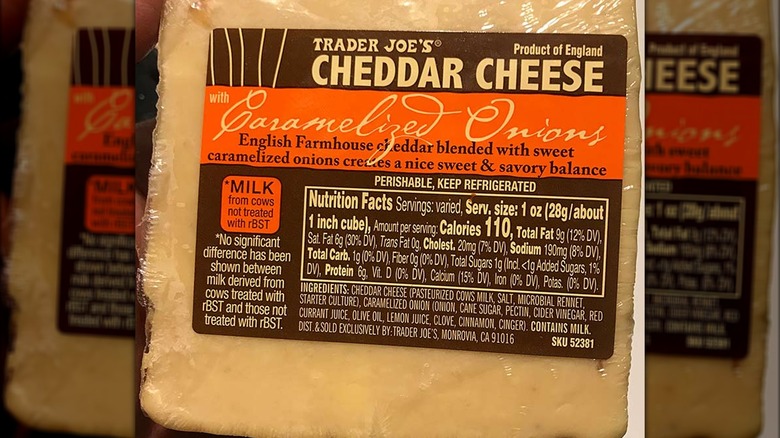 TRADER JOE'S®
Product of England
CHEDDAR CHEESE
with
Caramelized Onions
English Farmhouse cheddar blended with sweet
caramelized onions creates a nice sweet & savory balance
PERISHABLE, KEEP REFRIGERATED
*MILK
from cows
not treated
with rBST
*No significant
difference has been
shown between
milk derived from
cows treated with
rBST and those not
treated with rBST.
Nutrition Facts Servings: varied, Serv. size: 1 oz (28g/about
1 inch cube), Amount per serving: Calories 110, Total Fat 9g (12% DV),
Sat. Fat 6g (30% DV), Trans Fat 0g, Cholest. 20mg (7% DV), Sodium 190mg (8% DV),
Total Carb. 1g (0% DV), Fiber 0g (0% DV), Total Sugars 1g (Incl. <1g Added Sugars, 1%
DV), Protein 6g, Vit. D (0% DV), Calcium (15% DV), Iron (0% DV), Potas. (0% DV).
INGREDIENTS: CHEDDAR CHEESE (PASTEURIZED COWS MILK, SALT, MICROBIAL RENNET,
STARTER CULTURE), CARAMELIZED ONION (ONION, CANE SUGAR, PECTIN, CIDER VINEGAR, RED
CURRANT JUICE, OLIVE OIL, LEMON JUICE, CLOVE, CINNAMON, GINGER). CONTAINS MILK.
DIST.& SOLD EXCLUSIVELY BY:TRADER JOE'S, MONROVIA, CA 91016
SKU 52381